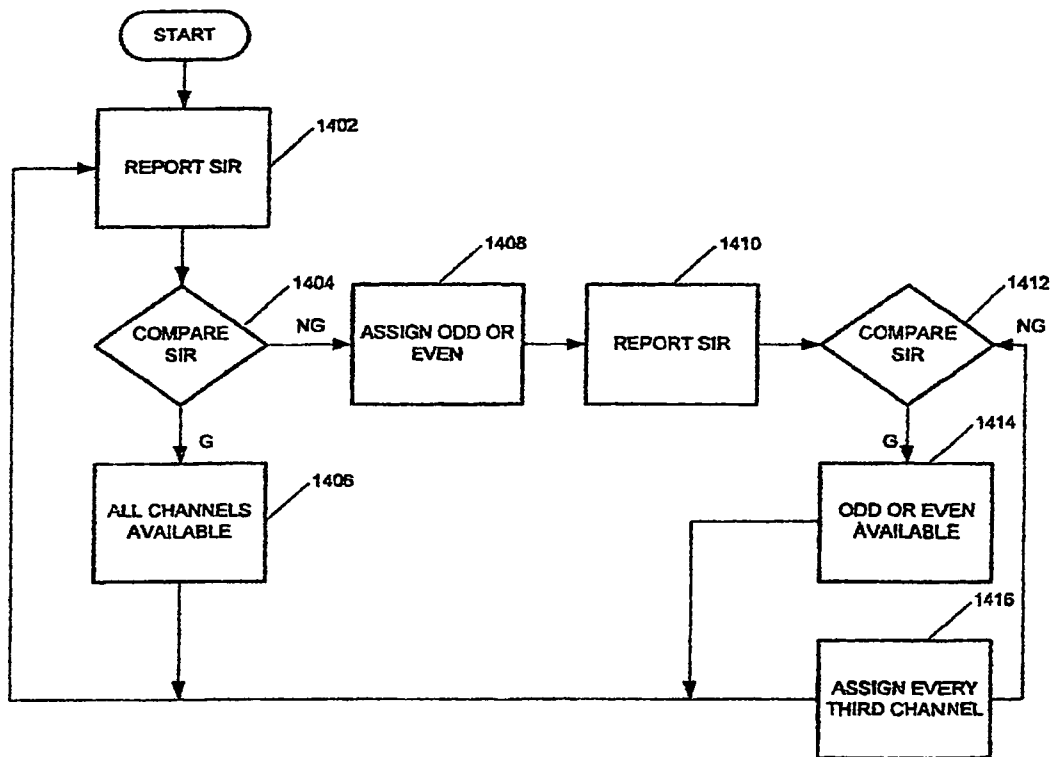 START
REPORT SIR
1402
COMPARE
SIR
1404
NG
G
ASSIGN ODD OR
EVEN
1408
REPORT SIR
1410
COMPARE
SIR
1412
NG
G
ALL CHANNELS
AVAILABLE
1406
ODD OR EVEN
AVAILABLE
1414
ASSIGN EVERY
THIRD CHANNEL
1416